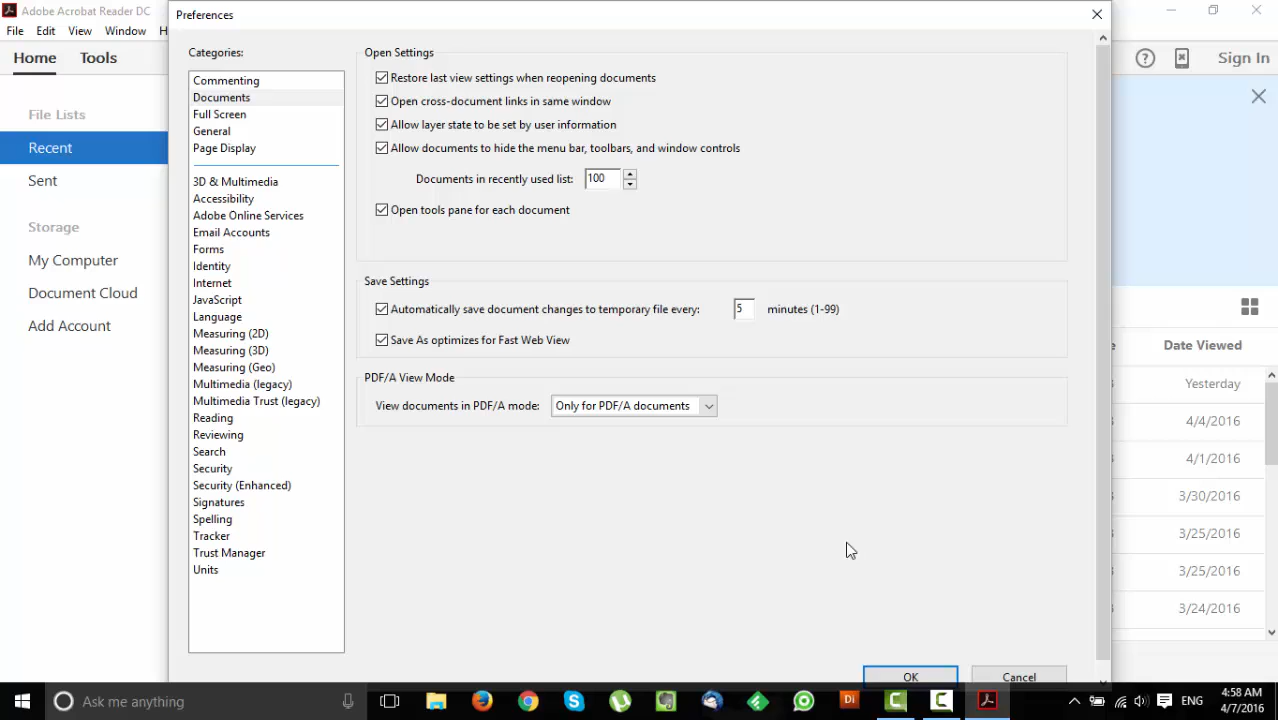 Adobe Acrobat Reader DC
File Edit View Window H
Home Tools
Sign In
File Lists
Recent
Sent
Storage
My Computer
Document Cloud
Add Account
Preferences
Categories:
Commenting
Documents
Full Screen
General
Page Display
3D & Multimedia
Accessibility
Adobe Online Services
Email Accounts
Forms
Identity
Internet
JavaScript
Language
Measuring (2D)
Measuring (3D)
Measuring (Geo)
Multimedia (legacy)
Multimedia Trust (legacy)
Reading
Reviewing
Search
Security
Security (Enhanced)
Signatures
Spelling
Tracker
Trust Manager
Units
Open Settings
Restore last view settings when reopening documents
Open cross-document links in same window
Allow layer state to be set by user information
Allow documents to hide the menu bar, toolbars, and window controls
Documents in recently used list: 100
Open tools pane for each document
Save Settings
Automatically save document changes to temporary file every: 5 minutes (1-99)
Save As optimizes for Fast Web View
PDF/A View Mode
View documents in PDF/A mode: Only for PDF/A documents
OK Cancel
Date Viewed
Yesterday
4/4/2016
4/1/2016
3/30/2016
3/25/2016
3/25/2016
3/24/2016
Ask me anything
DI
ENG
4:58 AM
4/7/2016